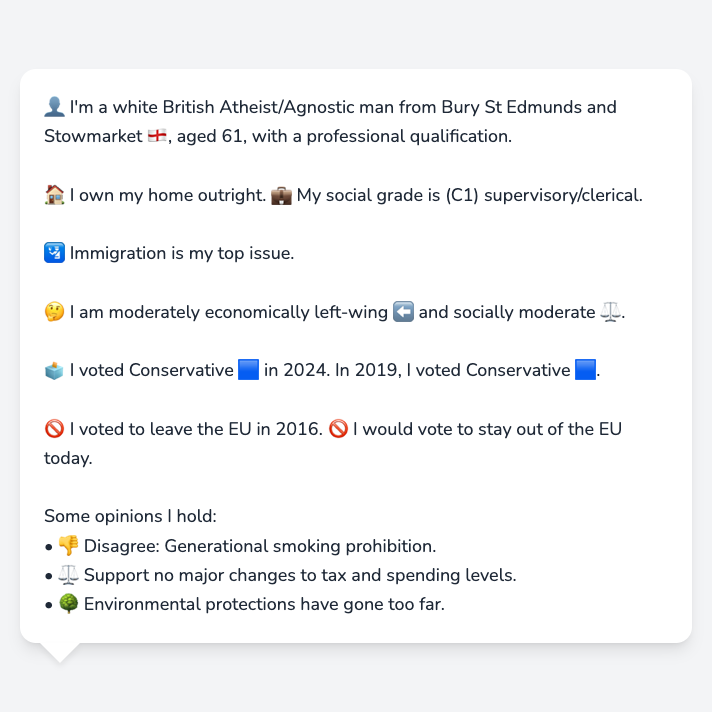 👤 I'm a white British Atheist/Agnostic man from Bury St Edmunds and
Stowmarket 🏴󠁧󠁢󠁥󠁮󠁧󠁿, aged 61, with a professional qualification.
🏠 I own my home outright. 💼 My social grade is (C1) supervisory/clerical.
🛂 Immigration is my top issue.
🤔 I am moderately economically left-wing ⬅️ and socially moderate ⚖️.
🗳️ I voted Conservative 🟦 in 2024. In 2019, I voted Conservative 🟦.
🚫 I voted to leave the EU in 2016. 🚫 I would vote to stay out of the EU
today.
Some opinions I hold:
• 👎 Disagree: Generational smoking prohibition.
• ⚖️ Support no major changes to tax and spending levels.
• 🌳 Environmental protections have gone too far.